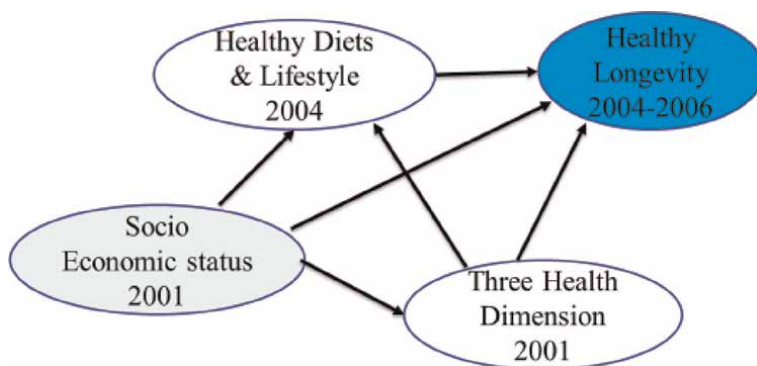 Healthy Diets
& Lifestyle
2004
Healthy
Longevity
2004-2006
Socio
Economic status
2001
Three Health
Dimension
2001